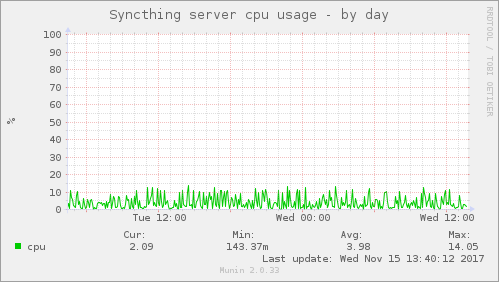 Syncthing server cpu usage - by day
RRDTOOL / TOBI OETIKER
%
100
90
80
70
60
50
40
30
20
10
0
Tue 12:00 Wed 00:00 Wed 12:00
Cur: Min: Avg: Max:
cpu 2.09 143.37m 3.98 14.05
Last update: Wed Nov 15 13:40:12 2017
Munin 2.0.33